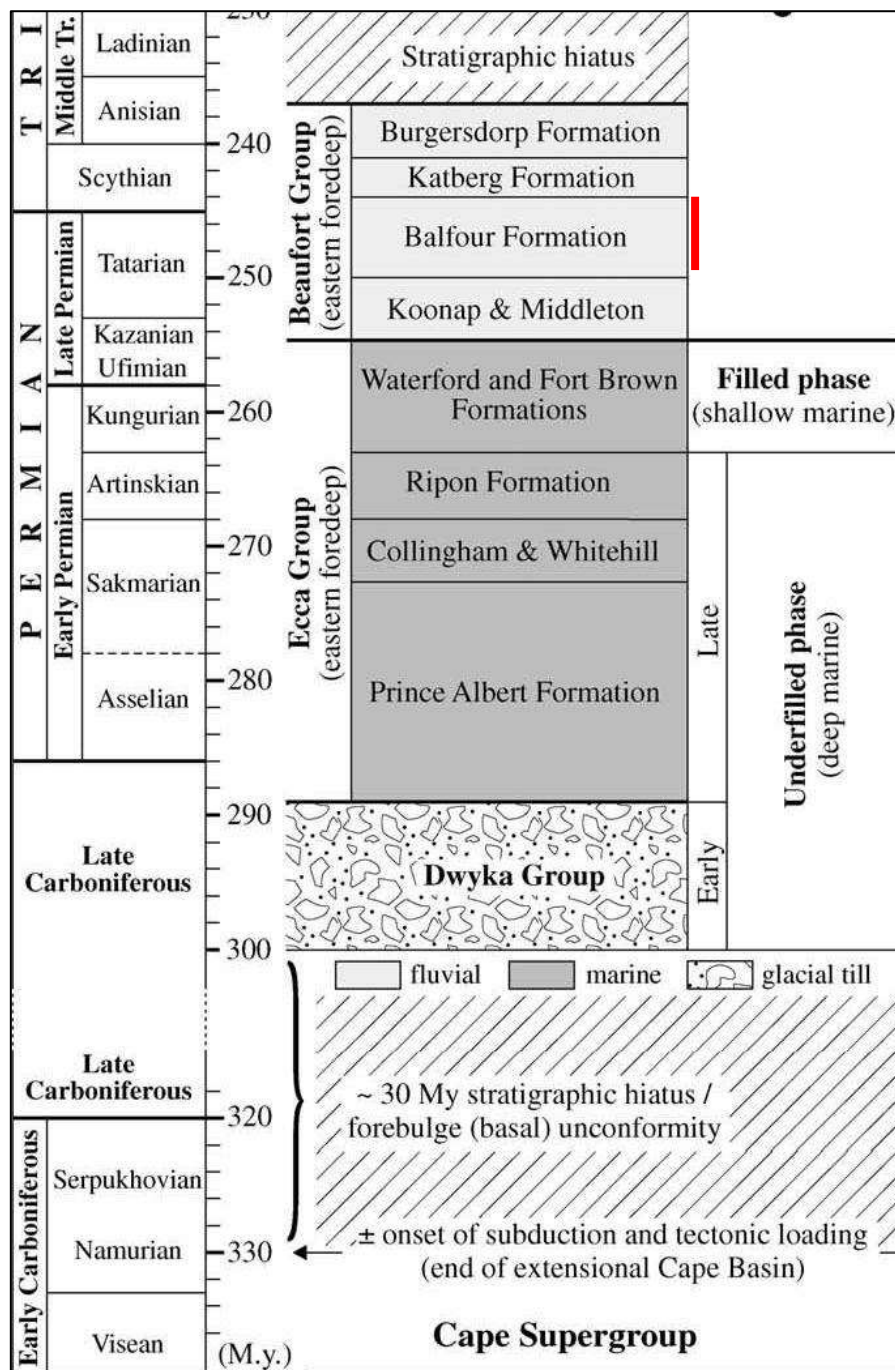 T R I
Middle Tr.
Ladinian
Anisian
Scythian
P E R M I A N
Late Permian
Tatarian
Kazanian
Ufimian
Early Permian
Kungurian
Artinskian
Sakmarian
Asselian
Late
Carboniferous
Late
Carboniferous
Early Carboniferous
Serpukhovian
Namurian
Visean
240
250
260
270
280
290
300
320
330
(M.y.)
Stratigraphic hiatus
Beaufort Group
(eastern foredeep)
Burgersdorp Formation
Katberg Formation
Balfour Formation
Koonap & Middleton
Ecca Group
(eastern foredeep)
Waterford and Fort Brown
Formations
Ripon Formation
Collingham & Whitehill
Prince Albert Formation
Filled phase
(shallow marine)
Late
Early
Underfilled phase
(deep marine)
Dwyka Group
fluvial
marine
glacial till
~ 30 My stratigraphic hiatus /
forebulge (basal) unconformity
± onset of subduction and tectonic loading
(end of extensional Cape Basin)
Cape Supergroup